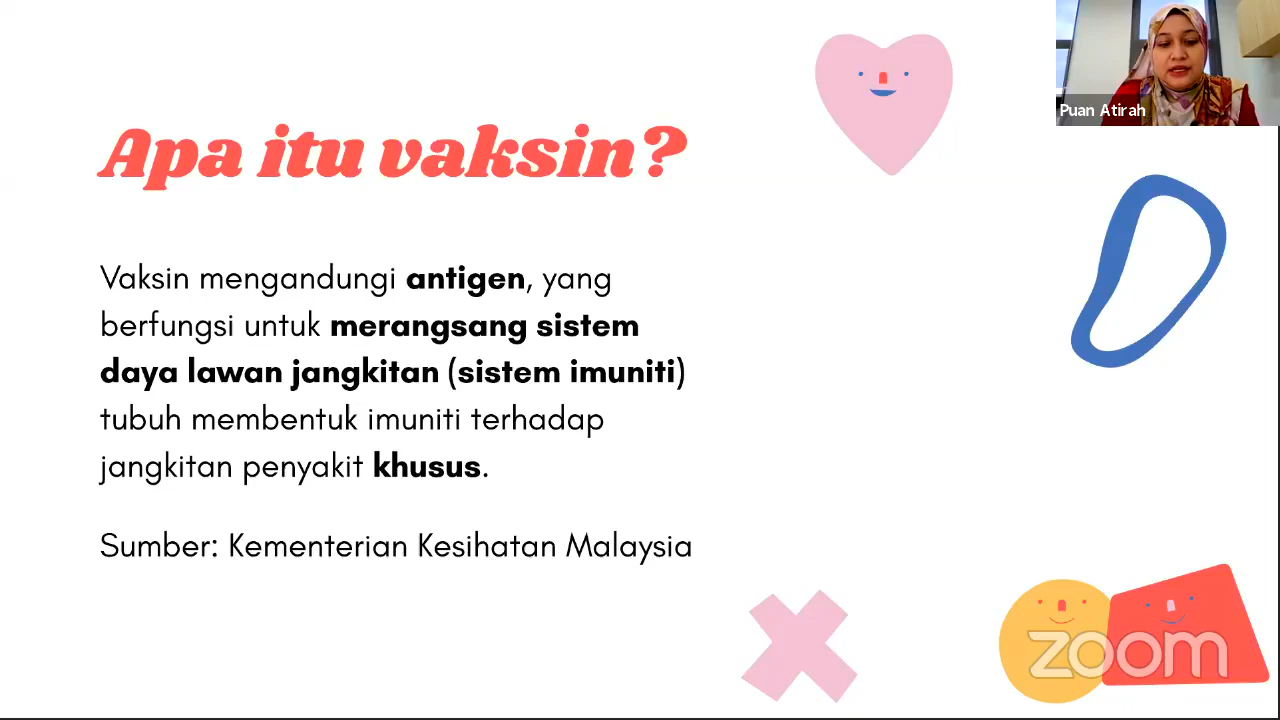 Puan Atirah
Apa itu vaksin?
Vaksin mengandungi antigen, yang
berfungsi untuk merangsang sistem
daya lawan jangkitan (sistem imuniti)
tubuh membentuk imuniti terhadap
jangkitan penyakit khusus.
Sumber: Kementerian Kesihatan Malaysia
zoom